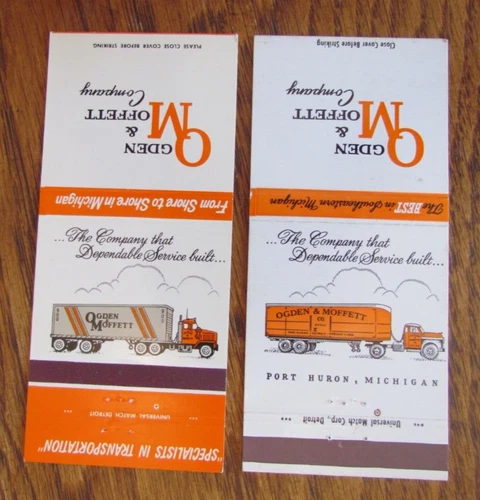 PLEASE CLOSE COVER BEFORE STRIKING
OGDEN
&
MOFFETT
Company
From Shore to Shore in Michigan
...The Company that
Dependable Service built...
OGDEN
MOFFETT
UNIVERSAL MATCH, DETROIT
"SPECIALISTS IN TRANSPORTATION"
Close Cover Before Striking
OGDEN
&
MOFFETT
Company
The BEST in Southeastern Michigan
...The Company that
Dependable Service built...
OGDEN & MOFFETT
CO.
PORT HURON, MICHIGAN
Universal Match Corp., Detroit